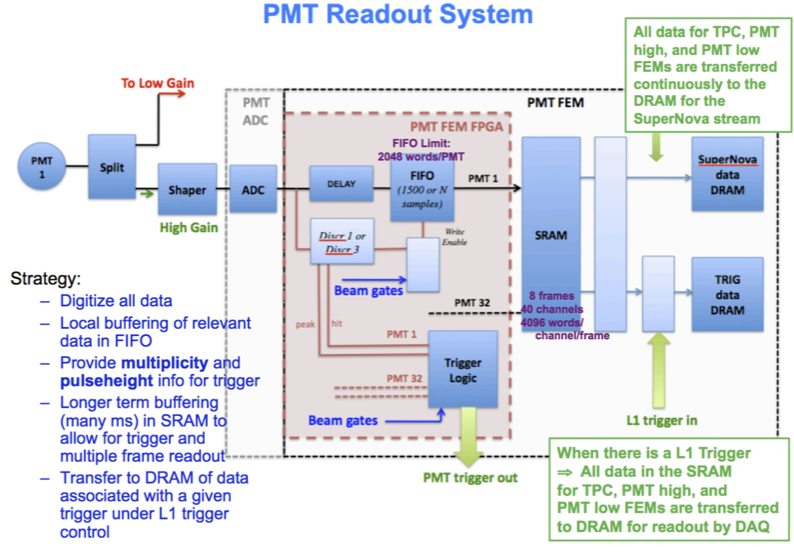 PMT Readout System
All data for TPC, PMT
high, and PMT low
FEMs are transferred
continuously to the
DRAM for the
SuperNova stream
To Low Gain
PMT
ADC
PMT FEM
PMT FEM FPGA
FIFO Limit:
2048 words/PMT
PMT
1
Split
Shaper
High Gain
ADC
DELAY
FIFO
(1500 or N
samples)
PMT 1
SRAM
SuperNova
data
DRAM
Discr 1 or
Discr 3
Write
Enable
Beam gates
PMT 32
8 frames
40 channels
4096 words/
channel/frame
TRIG
data
DRAM
peak
hit
PMT 1
PMT 32
Trigger
Logic
Beam gates
L1 trigger in
PMT trigger out
Strategy:
– Digitize all data
– Local buffering of relevant
data in FIFO
– Provide multiplicity and
pulseheight info for trigger
– Longer term buffering
(many ms) in SRAM to
allow for trigger and
multiple frame readout
– Transfer to DRAM of data
associated with a given
trigger under L1 trigger
control
When there is a L1 Trigger
⇒ All data in the SRAM
for TPC, PMT high, and
PMT low FEMs are transferred
to DRAM for readout by DAQ